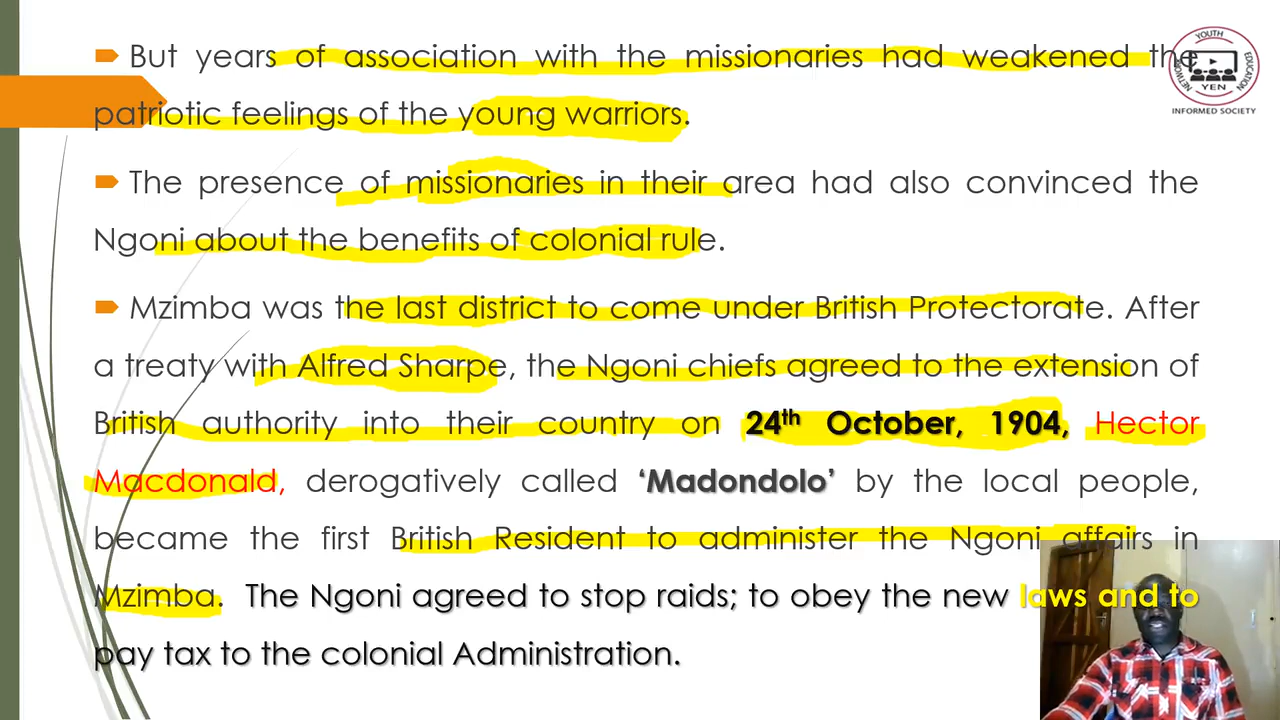 But years of association with the missionaries had weakened the
patriotic feelings of the young warriors.
The presence of missionaries in their area had also convinced the
Ngoni about the benefits of colonial rule.
Mzimba was the last district to come under British Protectorate. After
a treaty with Alfred Sharpe, the Ngoni chiefs agreed to the extension of
British authority into their country on 24th October, 1904, Hector
Macdonald, derogatively called ‘Madondolo’ by the local people,
became the first British Resident to administer the Ngoni affairs in
Mzimba. The Ngoni agreed to stop raids; to obey the new laws and to
pay tax to the colonial Administration.
YOUTH
EDUCATION
NETWORK
YEN
INFORMED SOCIETY